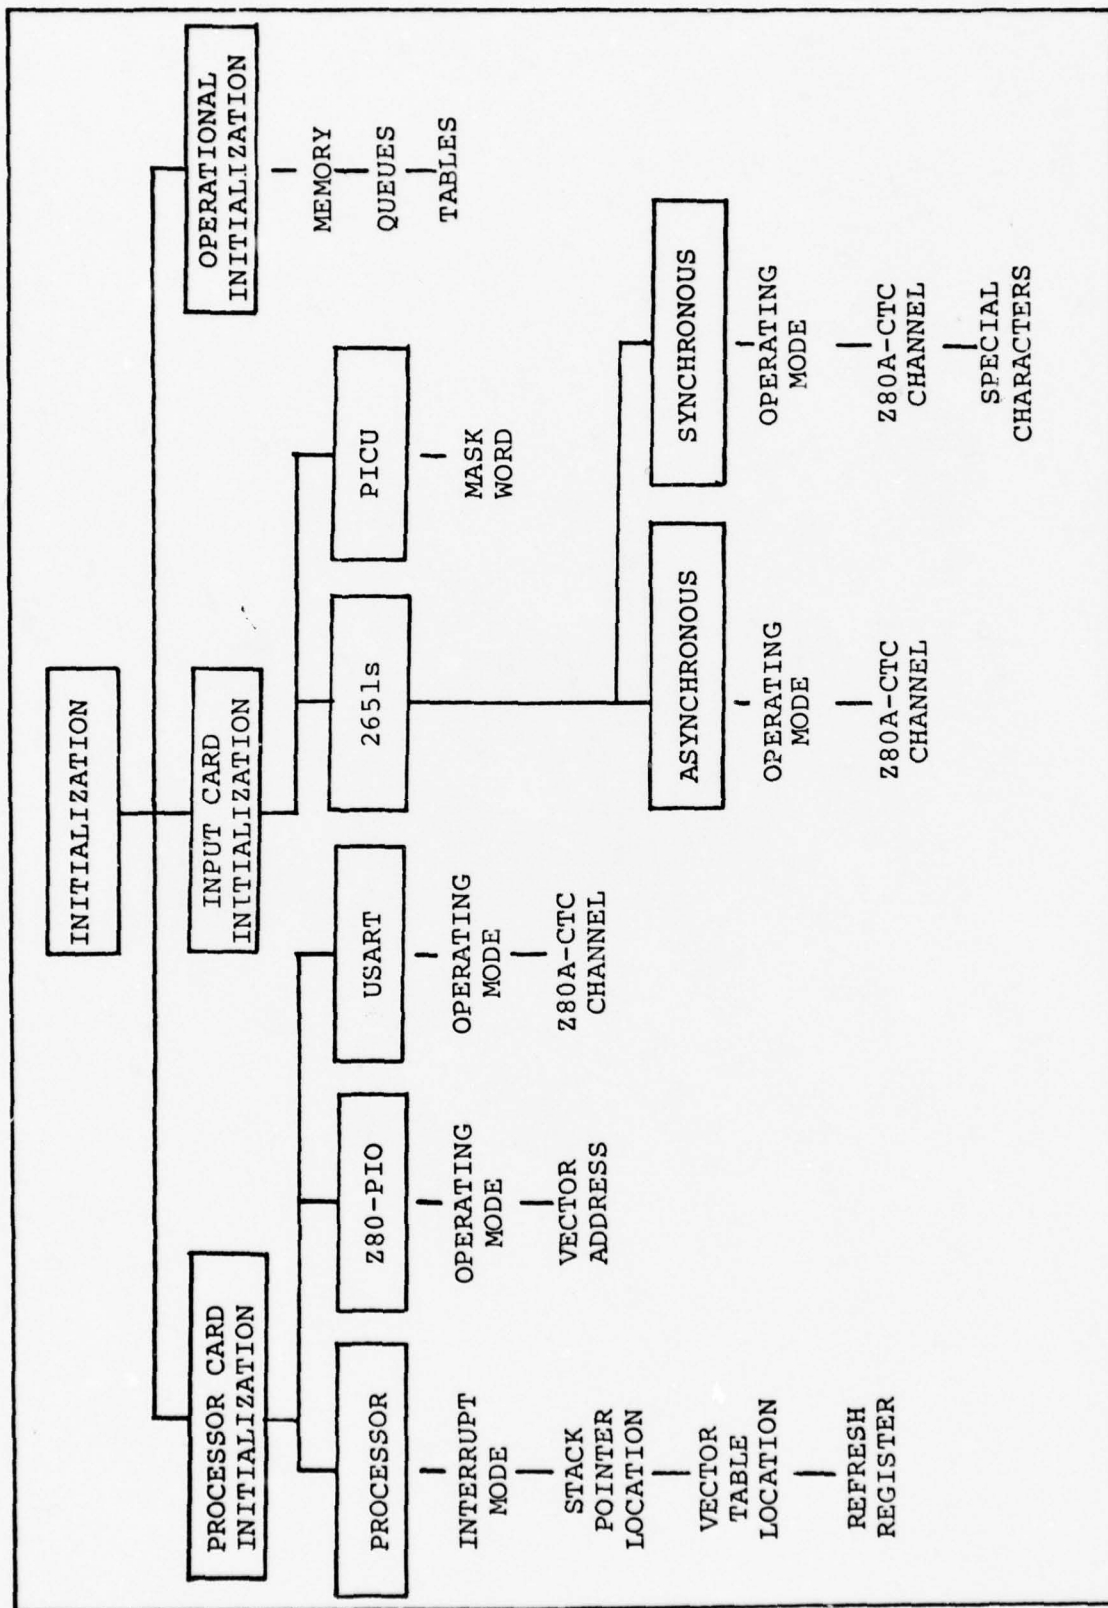 INITIALIZATION
PROCESSOR CARD
INITIALIZATION
INPUT CARD
INITIALIZATION
OPERATIONAL
INITIALIZATION
PROCESSOR
INTERRUPT
MODE
STACK
POINTER
LOCATION
VECTOR
TABLE
LOCATION
REFRESH
REGISTER
Z80-PIO
OPERATING
MODE
VECTOR
ADDRESS
USART
OPERATING
MODE
Z80A-CTC
CHANNEL
2651s
PICU
MASK
WORD
MEMORY
QUEUES
TABLES
ASYNCHRONOUS
OPERATING
MODE
Z80A-CTC
CHANNEL
SYNCHRONOUS
OPERATING
MODE
Z80A-CTC
CHANNEL
SPECIAL
CHARACTERS